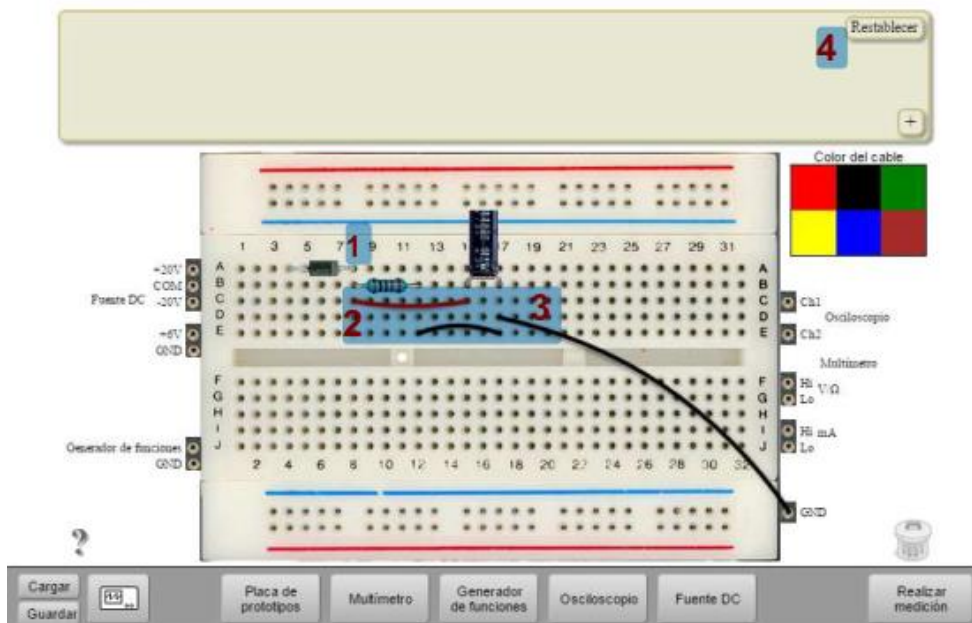 Restablecer
4
+
Color del cable
1
1 3 5 7 9 11 13 17 19 21 23 25 27 29 31
+20V
COM
Fuente DC -20V
+6V
GND
A
B
C
D
E
A
B
C
D
E
2
3
Ch1
Osciloscopio
Ch2
Multímetro
Hi
V/Ω
Lo
Hi mA
Lo
F
G
H
I
J
F
G
H
I
J
Generador de funciones
GND
2 4 6 8 10 12 14 16 18 20 22 24 26 28 30 32
GND
?
Cargar
Guardar
Placa de prototipos
Multímetro
Generador de funciones
Osciloscopio
Fuente DC
Realizar medición